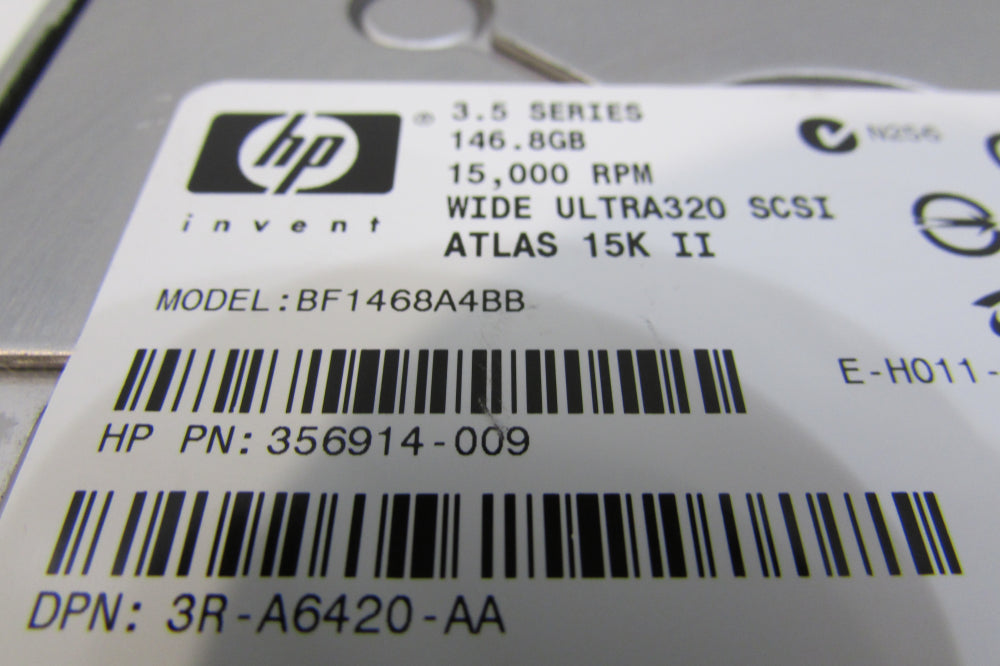 hp
invent
®
3.5 SERIES
146.8GB
15,000 RPM
WIDE ULTRA320 SCSI
ATLAS 15K II
N256
MODEL:BF1468A4BB
E-H011-
HP PN: 356914-009
DPN: 3R-A6420-AA